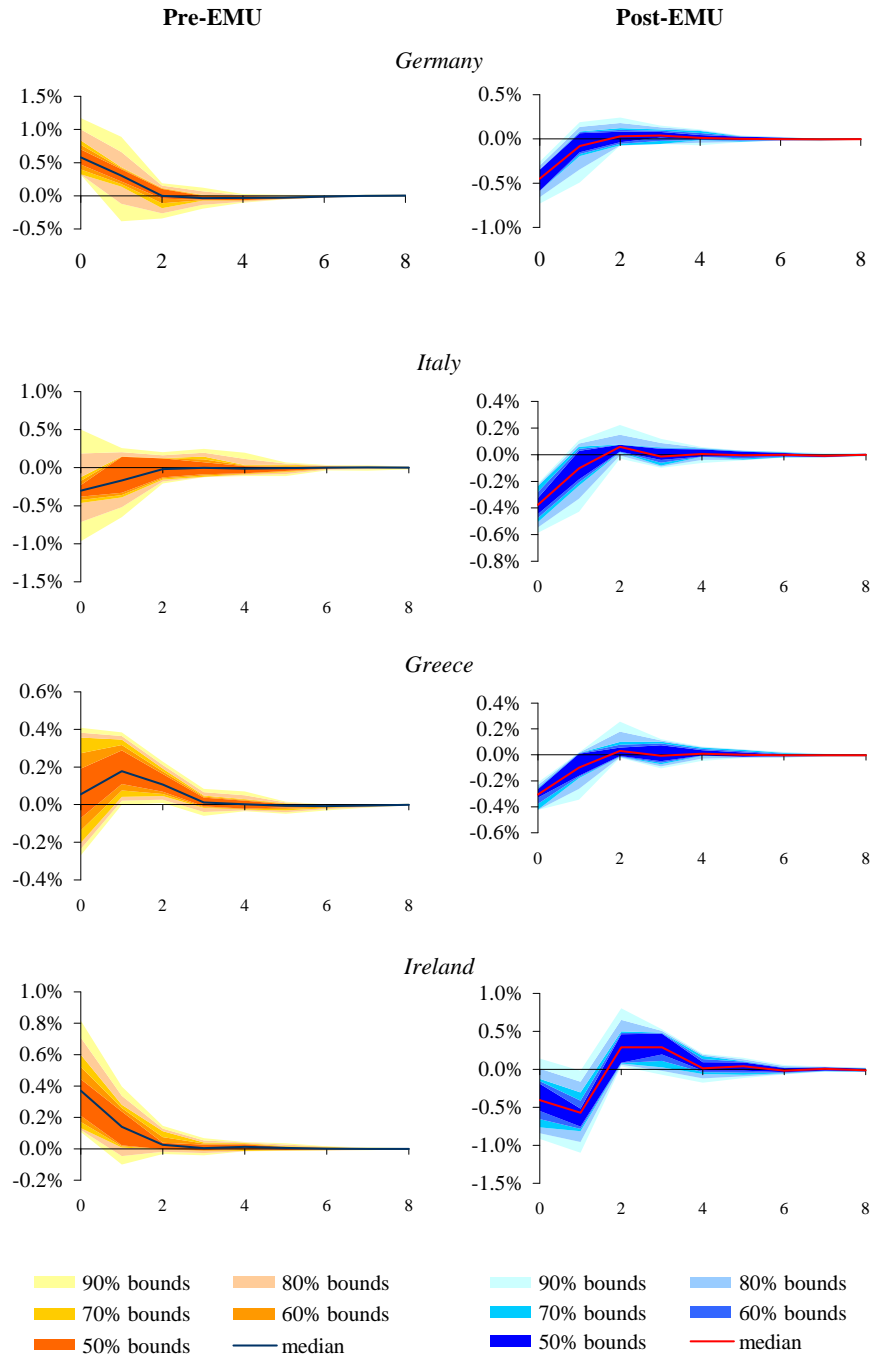 Pre-EMU Post-EMU
Germany
1.5%
1.0%
0.5%
0.0%
-0.5%
0 2 4 6 8
0.5%
0.0%
-0.5%
-1.0%
0 2 4 6 8
Italy
1.0%
0.5%
0.0%
-0.5%
-1.0%
-1.5%
0 2 4 6 8
0.4%
0.2%
0.0%
-0.2%
-0.4%
-0.6%
-0.8%
0 2 4 6 8
Greece
0.6%
0.4%
0.2%
0.0%
-0.2%
-0.4%
0 2 4 6 8
0.4%
0.2%
0.0%
-0.2%
-0.4%
-0.6%
0 2 4 6 8
Ireland
1.0%
0.8%
0.6%
0.4%
0.2%
0.0%
-0.2%
0 2 4 6 8
1.0%
0.5%
0.0%
-0.5%
-1.0%
-1.5%
0 2 4 6 8
90% bounds 80% bounds
70% bounds 60% bounds
50% bounds median
90% bounds 80% bounds
70% bounds 60% bounds
50% bounds median